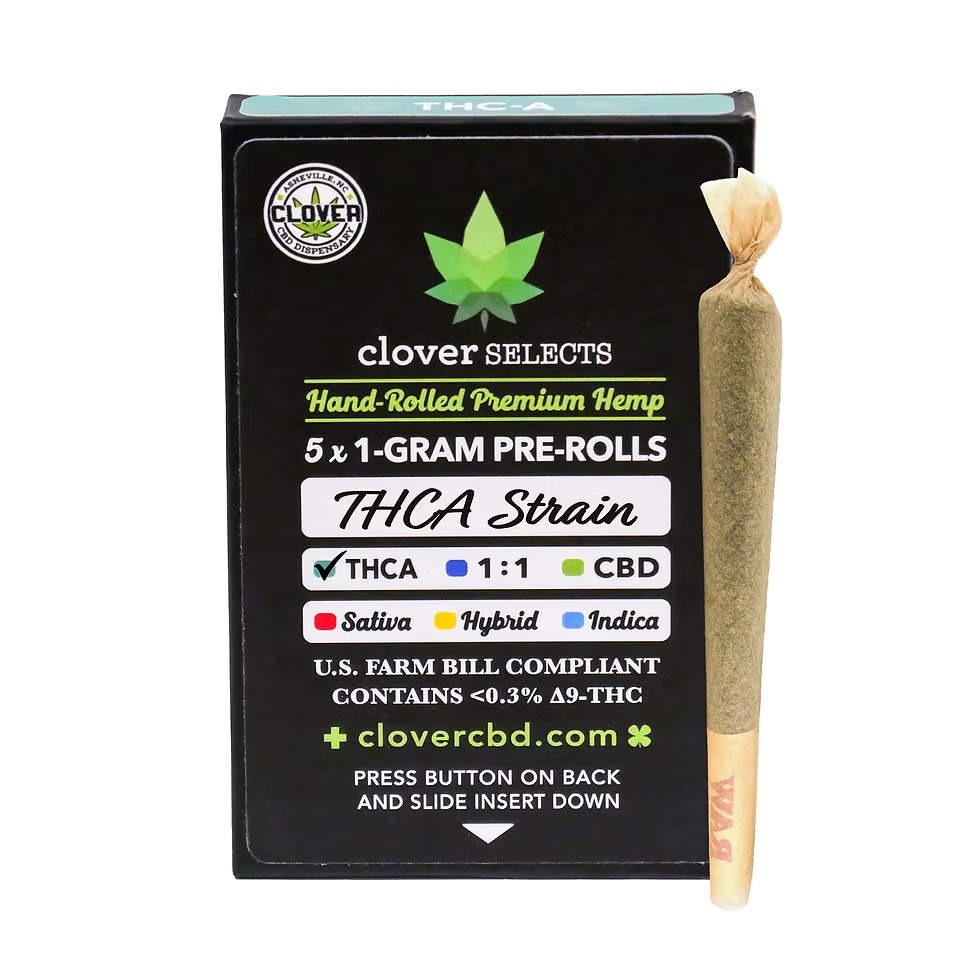 THC-A
ASHEVILLE, NC
CLOVER
CBD DISPENSARY
clover SELECTS
Hand-Rolled Premium Hemp
5 x 1-GRAM PRE-ROLLS
THCA Strain
✓THCA 1:1 CBD
Sativa Hybrid Indica
U.S. FARM BILL COMPLIANT
CONTAINS <0.3% Δ9-THC
clovercbd.com
PRESS BUTTON ON BACK
AND SLIDE INSERT DOWN
RAW